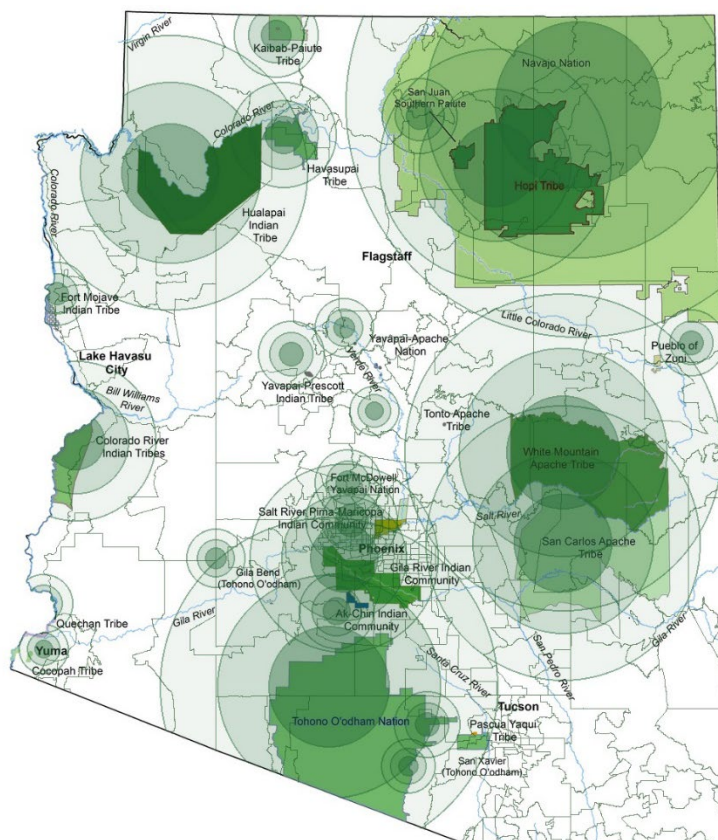 Virgin River
Kaibab-Paiute
Tribe
Navajo Nation
San Juan
Southern Paiute
Colorado River
Havasupai
Tribe
Hopi Tribe
Colorado River
Hualapai
Indian
Tribe
Flagstaff
Fort Mojave
Indian Tribe
Little Colorado River
Yavapai-Apache
Nation
Pueblo of
Zuni
Lake Havasu
City
Verde River
Bill Williams
River
Yavapai-Prescott
Indian Tribe
Tonto Apache
*Tribe
Colorado River
Indian Tribes
White Mountain
Apache Tribe
Fort McDowell
Yavapai Nation
Salt River Pima-Maricopa
Indian Community
Salt River
San Carlos Apache
Tribe
Phoenix
Gila Bend
(Tohono O'odham)
Gila River Indian
Community
Gila River
Ak-Chin Indian
Community
Quechan Tribe
Gila River
Yuma
Cocopah Tribe
Santa Cruz River
San Pedro River
Tohono O'odham Nation
Tucson
Pascua Yaqui
Tribe
San Xavier
(Tohono O'odham)